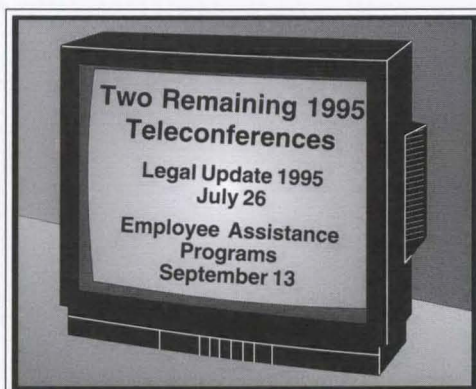 Two Remaining 1995
Teleconferences
Legal Update 1995
July 26
Employee Assistance
Programs
September 13